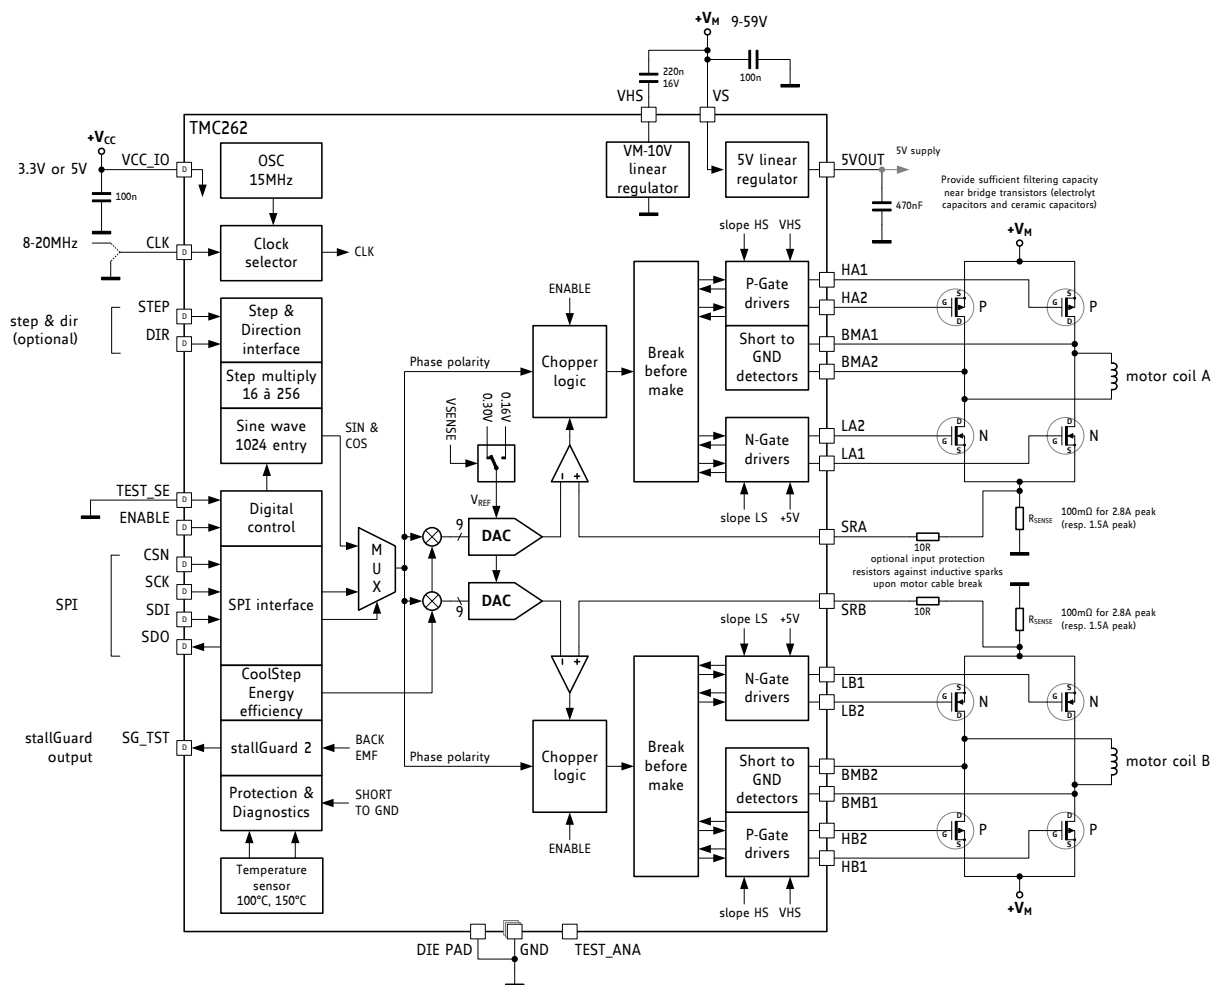 +VM
9-59V
220n
16V
100n
VHS
VS
TMC262
+VCC
3.3V or 5V
VCC_IO
D
100n
OSC
15MHz
VM-10V
linear
regulator
5V linear
regulator
5VOUT
5V supply
470nF
Provide sufficient filtering capacity
near bridge transistors (electrolyt
capacitors and ceramic capacitors)
+VM
8-20MHz
CLK
D
Clock
selector
CLK
slope HS
VHS
step & dir
(optional)
STEP
D
DIR
D
Step &
Direction
interface
Step multiply
16 à 256
Sine wave
1024 entry
SIN &
COS
ENABLE
Phase polarity
Chopper
logic
Break
before
make
P-Gate
drivers
Short to
GND
detectors
N-Gate
drivers
HA1
HA2
BMA1
BMA2
LA2
LA1
S
G
D
P
S
G
D
P
motor coil A
D
G
S
N
D
G
S
N
VSENSE
0.30V
0.16V
VREF
slope LS
+5V
TEST_SE
D
ENABLE
D
Digital
control
CSN
D
SCK
D
SPI
SDI
D
SDO
D
SPI interface
M
U
X
9
DAC
9
DAC
SRA
10R
RSENSE
100mΩ for 2.8A peak
(resp. 1.5A peak)
optional input protection
resistors against inductive sparks
upon motor cable break
SRB
10R
RSENSE
100mΩ for 2.8A peak
(resp. 1.5A peak)
slope LS
+5V
CoolStep
Energy
efficiency
stallGuard
output
SG_TST
D
stallGuard 2
BACK
EMF
Protection &
Diagnostics
SHORT
TO GND
Temperature
sensor
100°C, 150°C
Phase polarity
Chopper
logic
ENABLE
Break
before
make
N-Gate
drivers
Short to
GND
detectors
P-Gate
drivers
LB1
LB2
BMB2
BMB1
HB2
HB1
S
G
D
N
S
G
D
N
motor coil B
D
G
S
P
D
G
S
P
slope HS
VHS
+VM
DIE PAD
GND
TEST_ANA